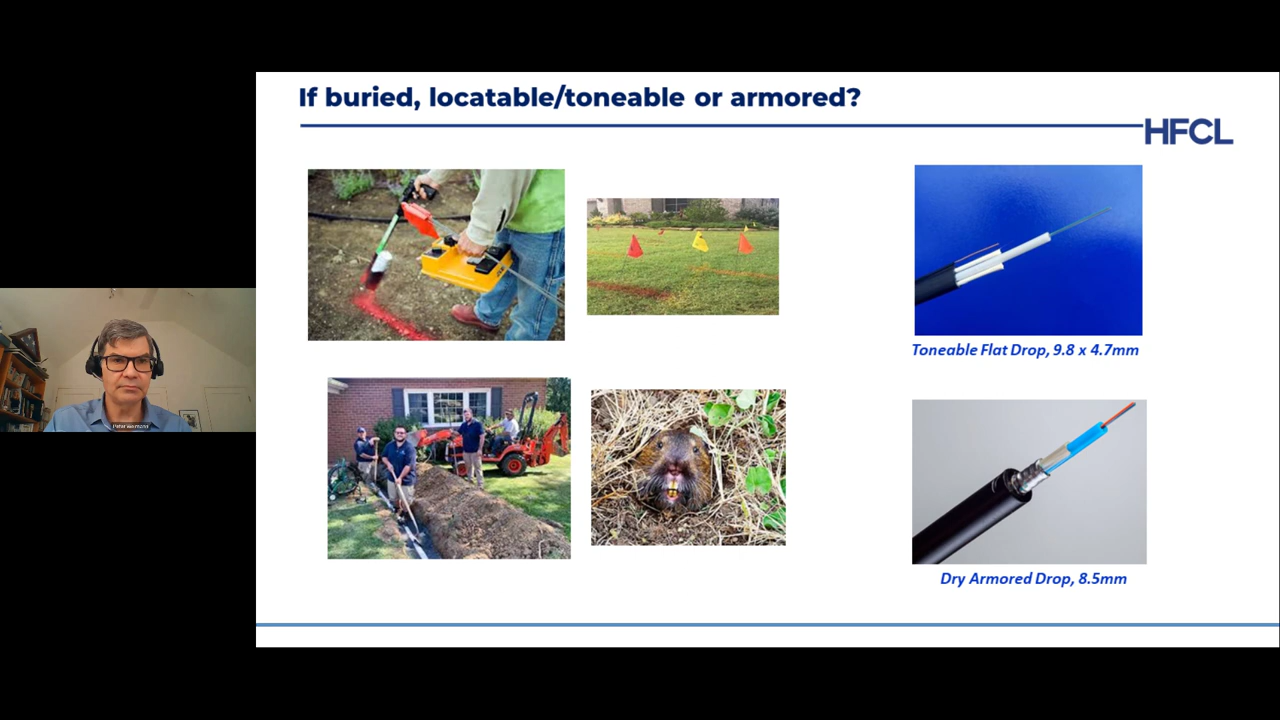 If buried, locatable/toneable or armored?
HFCL
Toneable Flat Drop, 9.8 x 4.7mm
Dry Armored Drop, 8.5mm